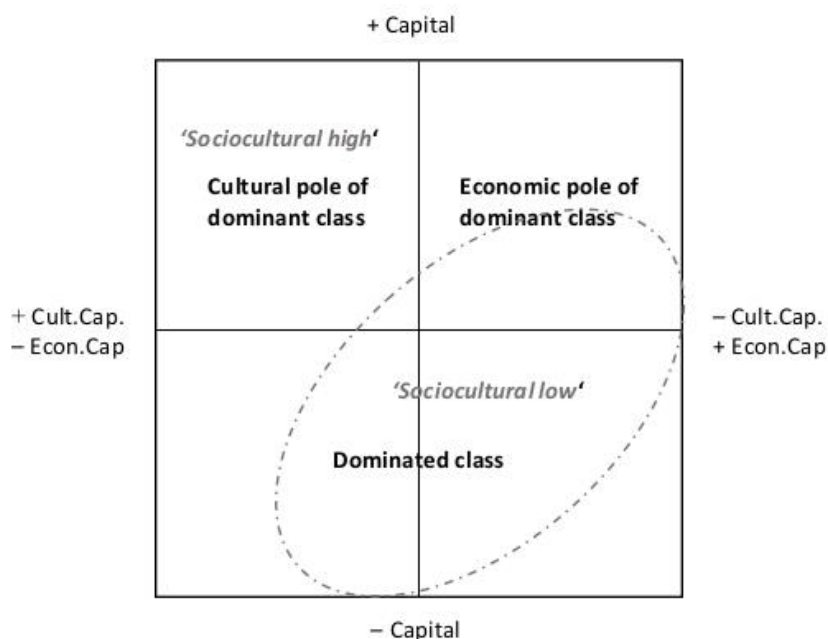 + Capital
‘Sociocultural high‘
Cultural pole of
dominant class
Economic pole of
dominant class
+ Cult.Cap.
– Econ.Cap
– Cult.Cap.
+ Econ.Cap
‘Sociocultural low‘
Dominated class
– Capital